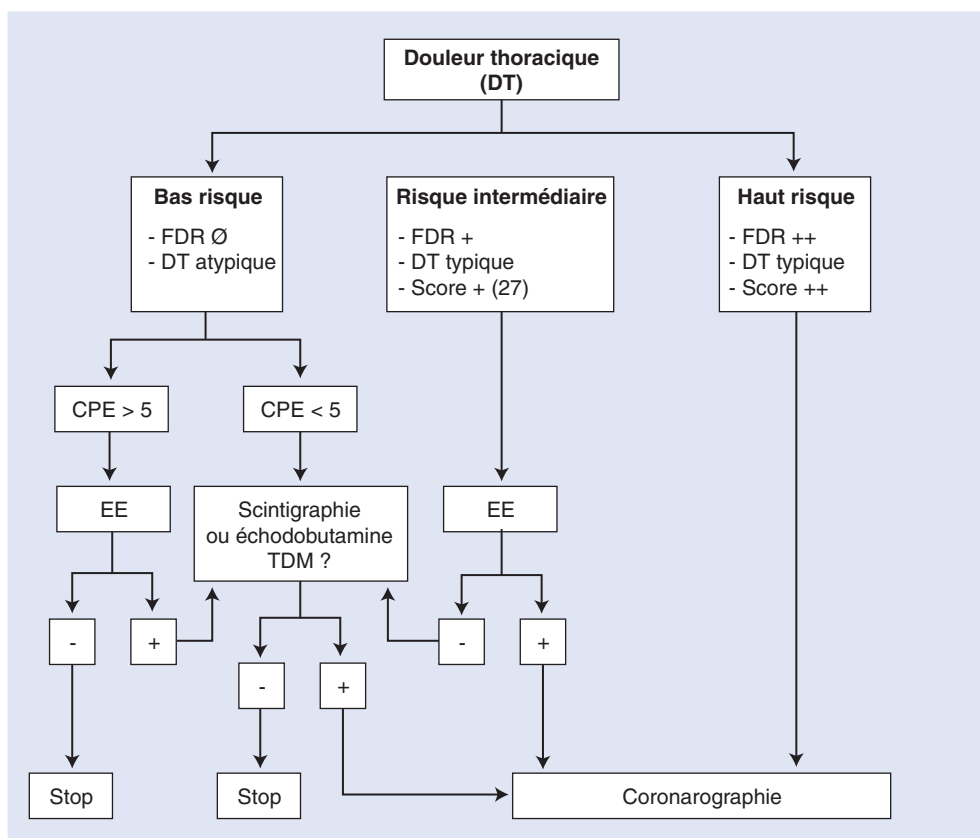 Douleur thoracique
(DT)
Bas risque
- FDR Ø
- DT atypique
Risque intermédiaire
- FDR +
- DT typique
- Score + (27)
Haut risque
- FDR ++
- DT typique
- Score ++
CPE > 5
CPE < 5
EE
Scintigraphie
ou échodobutamine
TDM ?
EE
-
+
-
+
-
+
Stop
Stop
Coronarographie